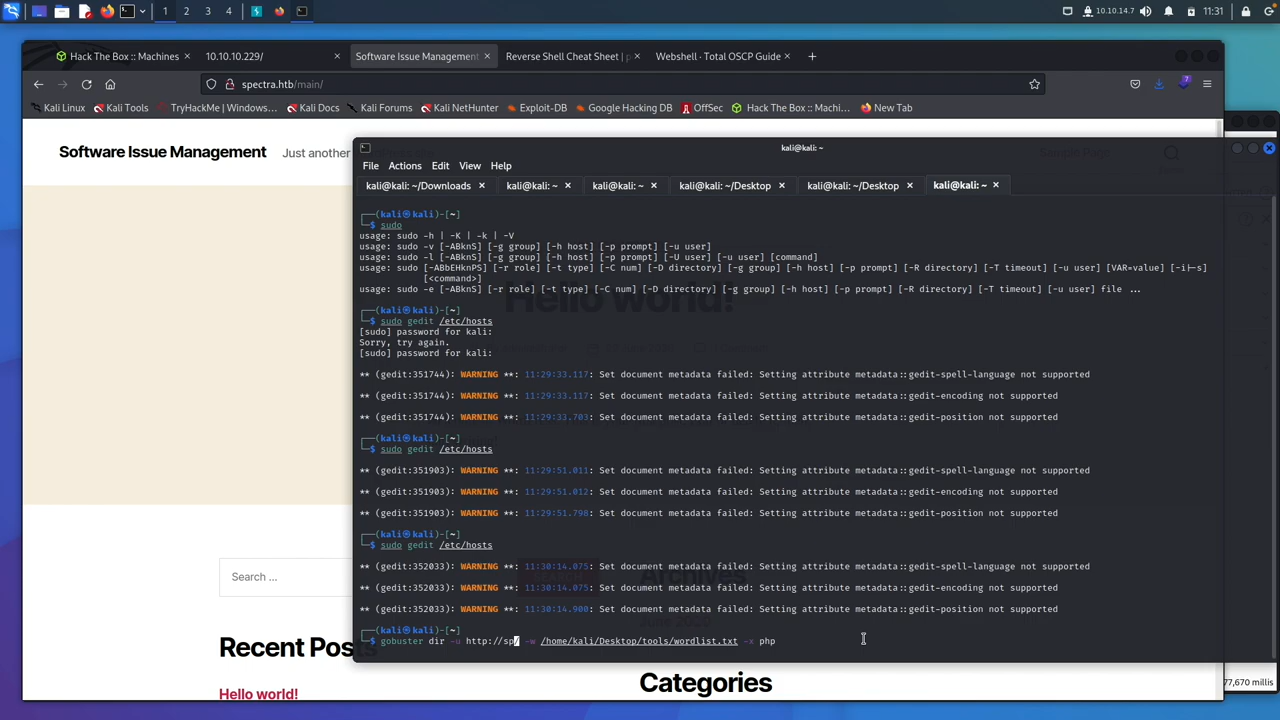 1 2 3 4 10.10.14.7 11:31
Hack The Box :: Machines 10.10.10.229/ Software Issue Management Reverse Shell Cheat Sheet | p Webshell - Total OSCP Guide
spectra.htb/main/
Kali Linux Kali Tools TryHackMe | Windows… Kali Docs Kali Forums Kali NetHunter Exploit-DB Google Hacking DB OffSec Hack The Box :: Machi… New Tab
Software Issue Management Just another
Sample Page
kali@kali: ~
File Actions Edit View Help
kali@kali: ~/Downloads kali@kali: ~ kali@kali: ~ kali@kali: ~/Desktop kali@kali: ~/Desktop kali@kali: ~
┌──(kali㉿kali)-[~]
└─$ sudo
usage: sudo -h | -K | -k | -V
usage: sudo -v [-ABknS] [-g group] [-h host] [-p prompt] [-u user]
usage: sudo -l [-ABknS] [-g group] [-h host] [-p prompt] [-U user] [-u user] [command]
usage: sudo [-ABbEHknPS] [-r role] [-t type] [-C num] [-D directory] [-g group] [-h host] [-p prompt] [-R directory] [-T timeout] [-u user] [VAR=value] [-i|-s]
[<command>]
usage: sudo -e [-ABknS] [-r role] [-t type] [-C num] [-D directory] [-g group] [-h host] [-p prompt] [-R directory] [-T timeout] [-u user] file ...
Hello world!
┌──(kali㉿kali)-[~]
└─$ sudo gedit /etc/hosts
[sudo] password for kali:
Sorry, try again.
[sudo] password for kali:
** (gedit:351744): WARNING **: 11:29:33.117: Set document metadata failed: Setting attribute metadata::gedit-spell-language not supported
** (gedit:351744): WARNING **: 11:29:33.117: Set document metadata failed: Setting attribute metadata::gedit-encoding not supported
** (gedit:351744): WARNING **: 11:29:33.703: Set document metadata failed: Setting attribute metadata::gedit-position not supported
┌──(kali㉿kali)-[~]
└─$ sudo gedit /etc/hosts
** (gedit:351903): WARNING **: 11:29:51.011: Set document metadata failed: Setting attribute metadata::gedit-spell-language not supported
** (gedit:351903): WARNING **: 11:29:51.012: Set document metadata failed: Setting attribute metadata::gedit-encoding not supported
** (gedit:351903): WARNING **: 11:29:51.798: Set document metadata failed: Setting attribute metadata::gedit-position not supported
┌──(kali㉿kali)-[~]
└─$ sudo gedit /etc/hosts
** (gedit:352033): WARNING **: 11:30:14.075: Set document metadata failed: Setting attribute metadata::gedit-spell-language not supported
** (gedit:352033): WARNING **: 11:30:14.075: Set document metadata failed: Setting attribute metadata::gedit-encoding not supported
** (gedit:352033): WARNING **: 11:30:14.900: Set document metadata failed: Setting attribute metadata::gedit-position not supported
┌──(kali㉿kali)-[~]
└─$ gobuster dir -u http://sp/ -w /home/kali/Desktop/tools/wordlist.txt -x php
Search …
Archives
June 2020
Recent Posts
Hello world!
Categories
77,670 millis